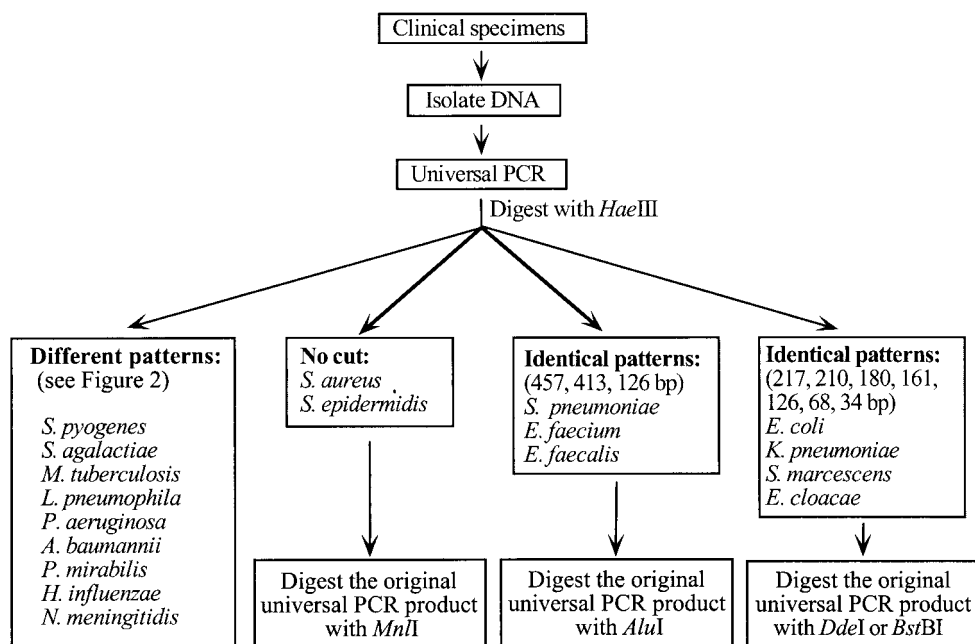 Clinical specimens
Isolate DNA
Universal PCR
Digest with HaeIII
Different patterns:
(see Figure 2)
S. pyogenes
S. agalactiae
M. tuberculosis
L. pneumophila
P. aeruginosa
A. baumannii
P. mirabilis
H. influenzae
N. meningitidis
No cut:
S. aureus
S. epidermidis
Digest the original
universal PCR product
with MnlI
Identical patterns:
(457, 413, 126 bp)
S. pneumoniae
E. faecium
E. faecalis
Digest the original
universal PCR product
with AluI
Identical patterns:
(217, 210, 180, 161,
126, 68, 34 bp)
E. coli
K. pneumoniae
S. marcescens
E. cloacae
Digest the original
universal PCR product
with DdeI or BstBI